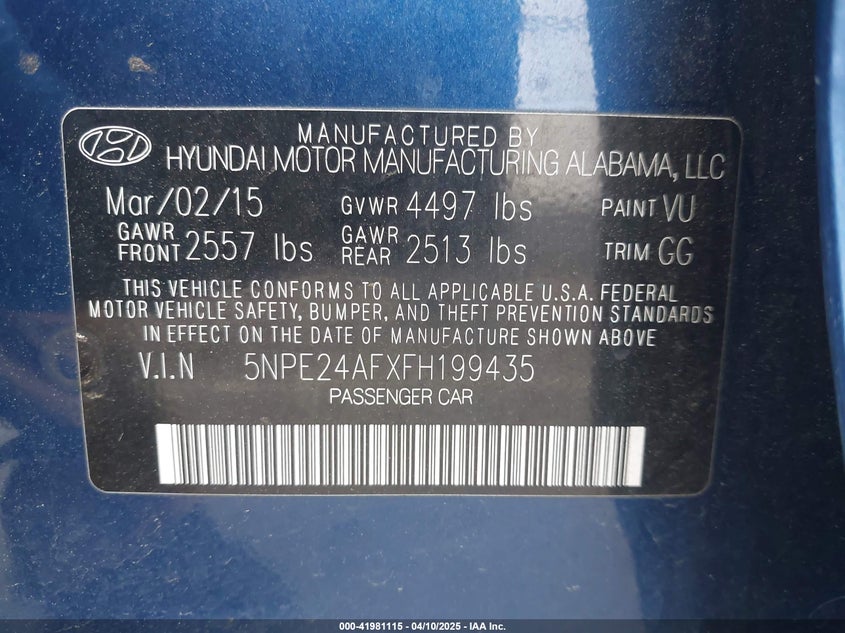 MANUFACTURED BY
HYUNDAI MOTOR MANUFACTURING ALABAMA, LLC
Mar/02/15 GVWR 4497 lbs PAINT VU
GAWR FRONT 2557 lbs GAWR REAR 2513 lbs TRIM GG
THIS VEHICLE CONFORMS TO ALL APPLICABLE U.S.A. FEDERAL
MOTOR VEHICLE SAFETY, BUMPER, AND THEFT PREVENTION STANDARDS
IN EFFECT ON THE DATE OF MANUFACTURE SHOWN ABOVE
V.I.N 5NPE24AFXFH199435
PASSENGER CAR
000-41981115 - 04/10/2025 - IAA Inc.